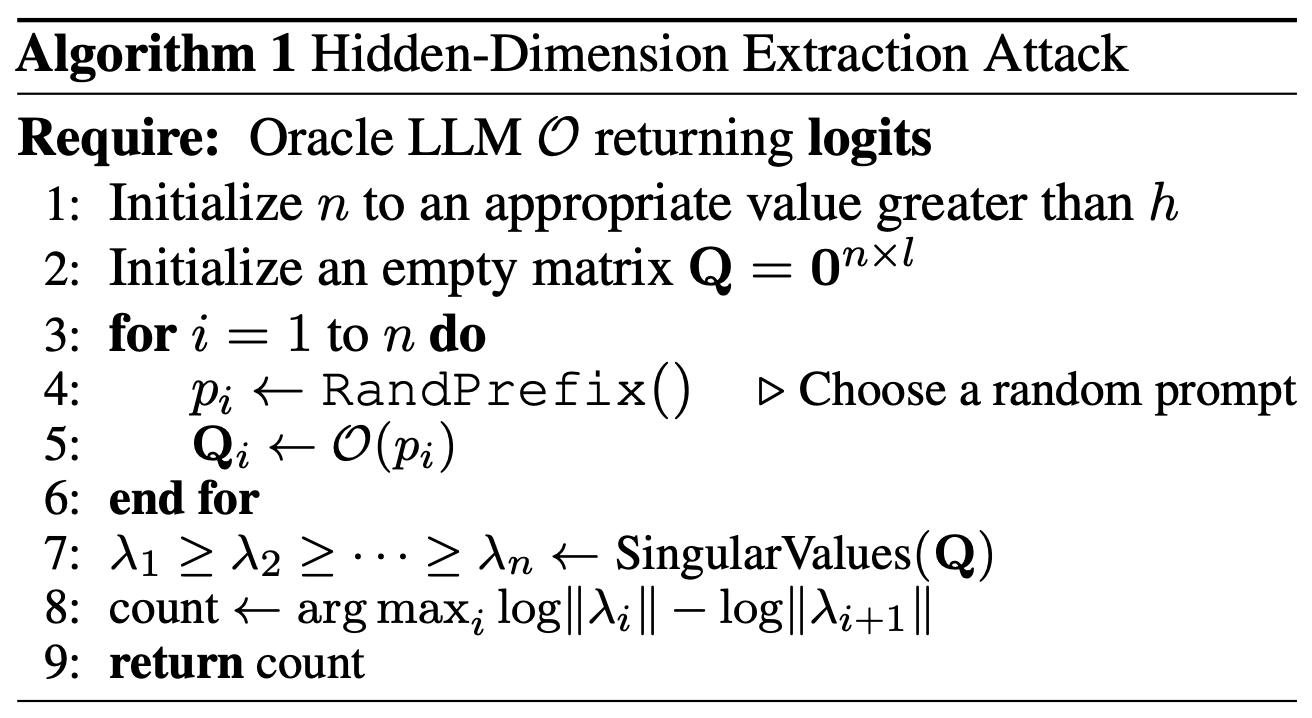 Algorithm 1 Hidden-Dimension Extraction Attack
Require: Oracle LLM 𝒪 returning logits
1: Initialize n to an appropriate value greater than h
2: Initialize an empty matrix Q = 0^{n×l}
3: for i = 1 to n do
4: p_i ← RandPrefix() ▷ Choose a random prompt
5: Q_i ← 𝒪(p_i)
6: end for
7: λ_1 ≥ λ_2 ≥ ··· ≥ λ_n ← SingularValues(Q)
8: count ← arg max_i log‖λ_i‖ − log‖λ_{i+1}‖
9: return count